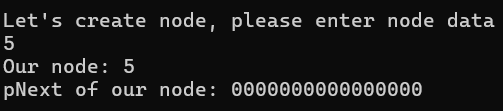 Let's create node, please enter node data
5
Our node: 5
pNext of our node: 0000000000000000